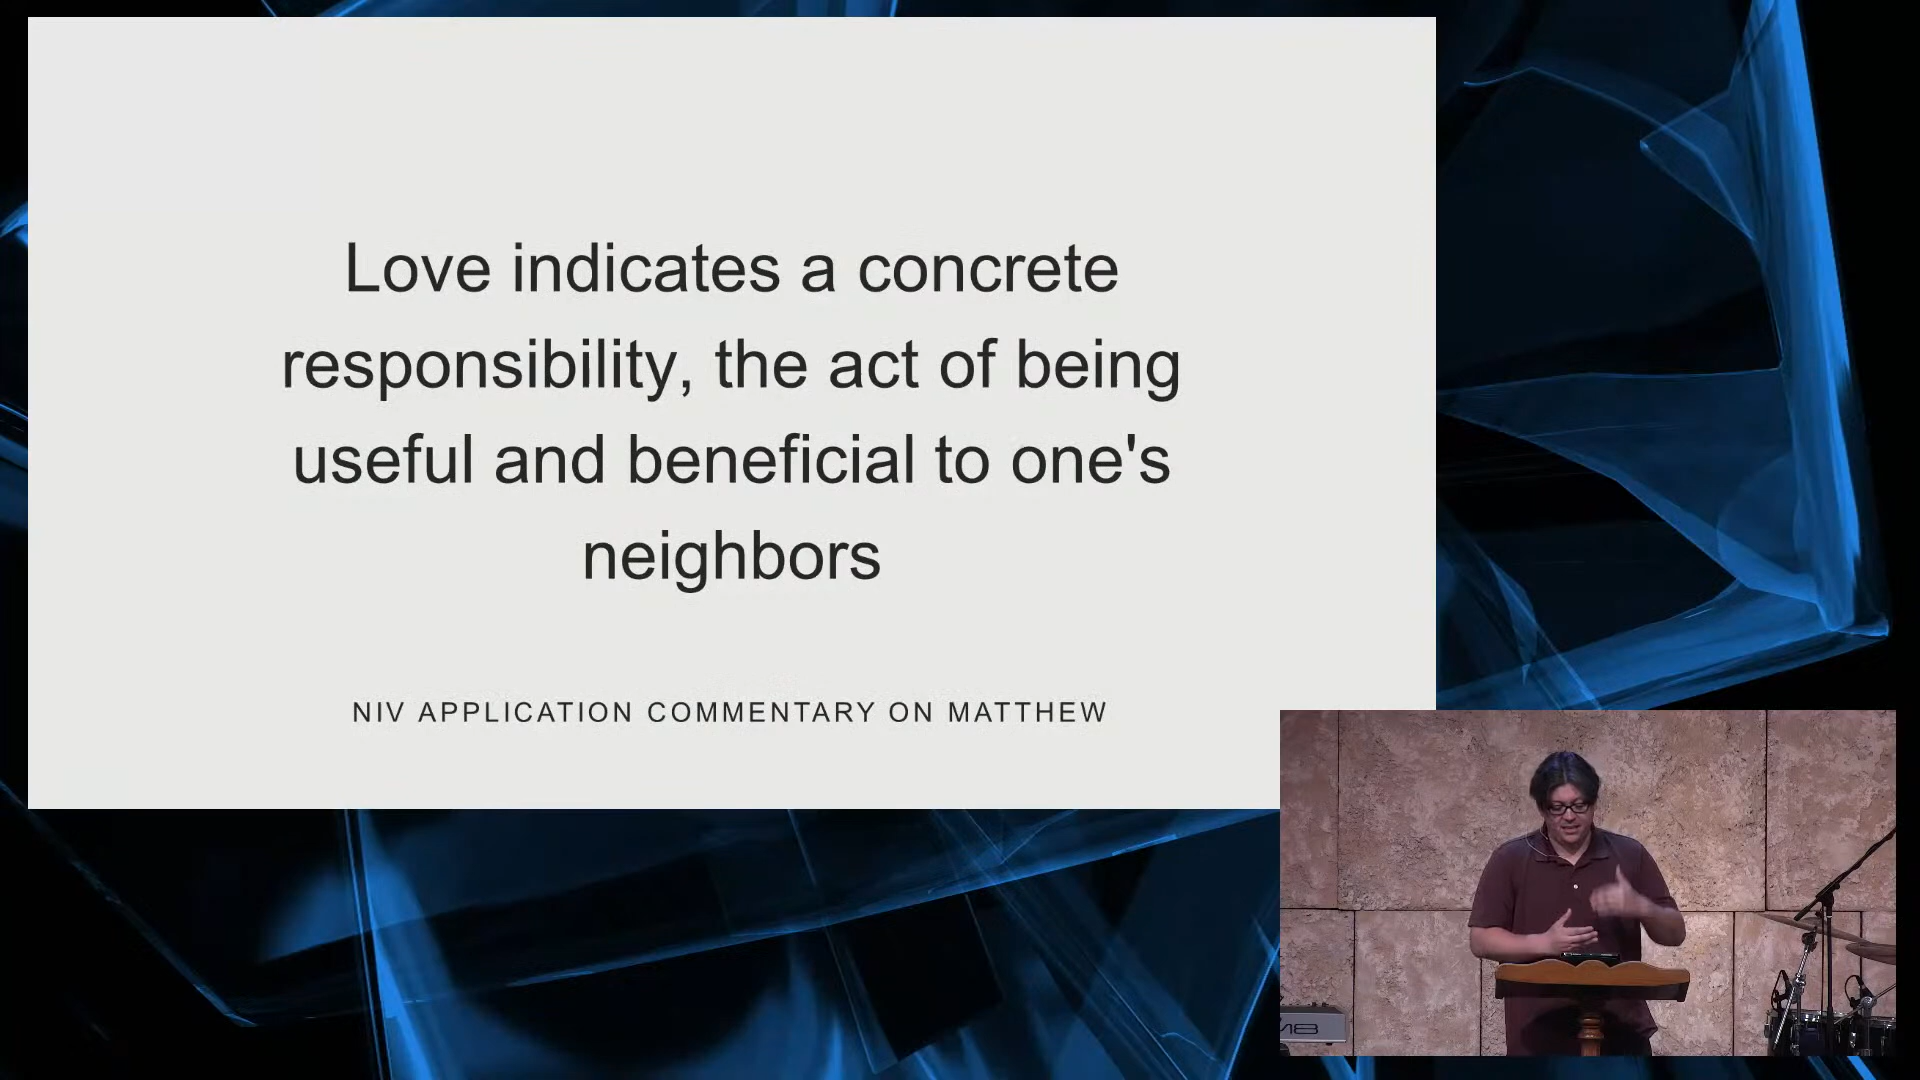 Love indicates a concrete
responsibility, the act of being
useful and beneficial to one's
neighbors
NIV APPLICATION COMMENTARY ON MATTHEW